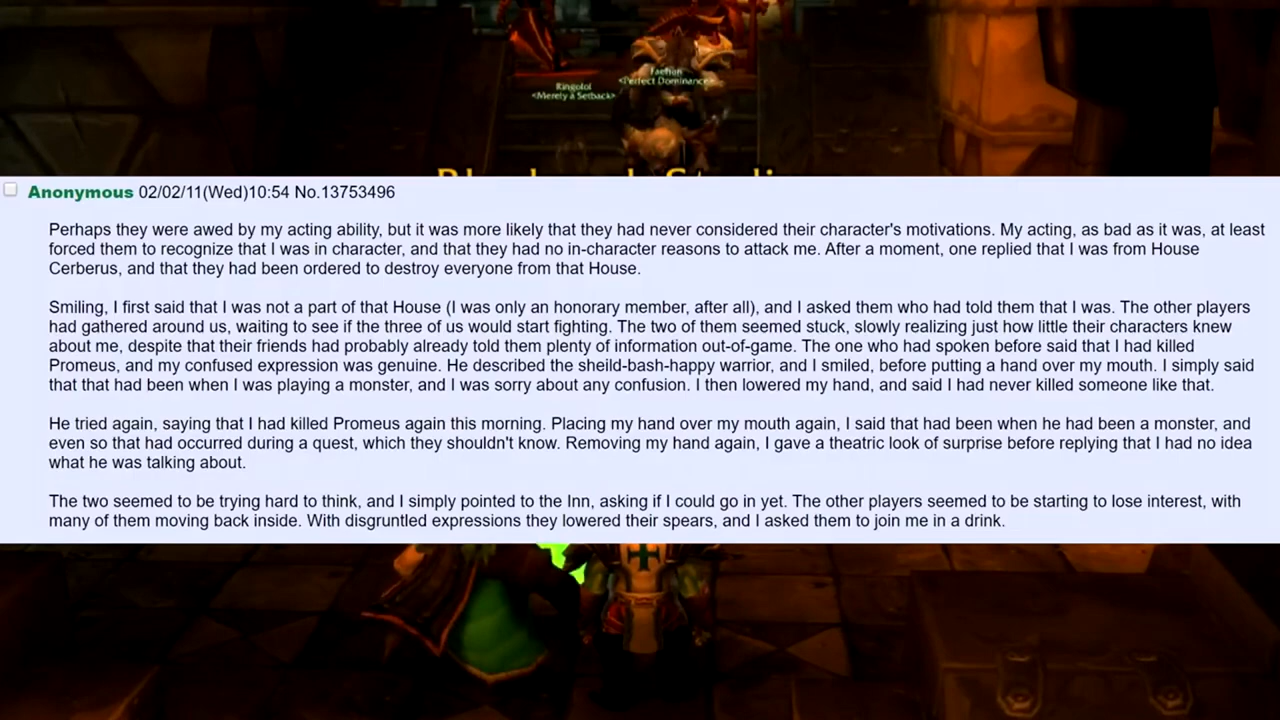 Faefion
<Perfect Dominance>
Ringolol
<Merely a Setback>
Anonymous 02/02/11(Wed)10:54 No.13753496
Perhaps they were awed by my acting ability, but it was more likely that they had never considered their character's motivations. My acting, as bad as it was, at least
forced them to recognize that I was in character, and that they had no in-character reasons to attack me. After a moment, one replied that I was from House
Cerberus, and that they had been ordered to destroy everyone from that House.
Smiling, I first said that I was not a part of that House (I was only an honorary member, after all), and I asked them who had told them that I was. The other players
had gathered around us, waiting to see if the three of us would start fighting. The two of them seemed stuck, slowly realizing just how little their characters knew
about me, despite that their friends had probably already told them plenty of information out-of-game. The one who had spoken before said that I had killed
Promeus, and my confused expression was genuine. He described the sheild-bash-happy warrior, and I smiled, before putting a hand over my mouth. I simply said
that that had been when I was playing a monster, and I was sorry about any confusion. I then lowered my hand, and said I had never killed someone like that.
He tried again, saying that I had killed Promeus again this morning. Placing my hand over my mouth again, I said that had been when he had been a monster, and
even so that had occurred during a quest, which they shouldn't know. Removing my hand again, I gave a theatric look of surprise before replying that I had no idea
what he was talking about.
The two seemed to be trying hard to think, and I simply pointed to the Inn, asking if I could go in yet. The other players seemed to be starting to lose interest, with
many of them moving back inside. With disgruntled expressions they lowered their spears, and I asked them to join me in a drink.